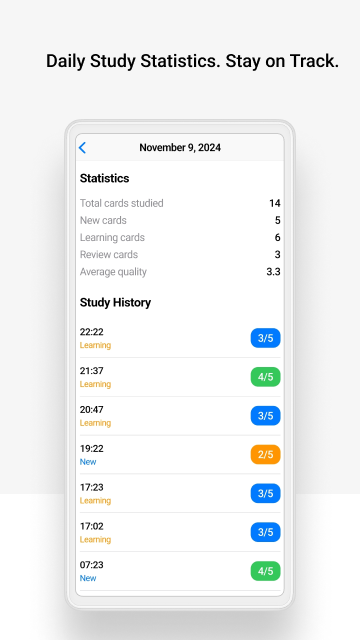 Daily Study Statistics. Stay on Track.
November 9, 2024
Statistics
Total cards studied 14
New cards 5
Learning cards 6
Review cards 3
Average quality 3.3
Study History
22:22
Learning
3/5
21:37
Learning
4/5
20:47
Learning
3/5
19:22
New
2/5
17:23
Learning
3/5
17:02
Learning
3/5
07:23
New
4/5